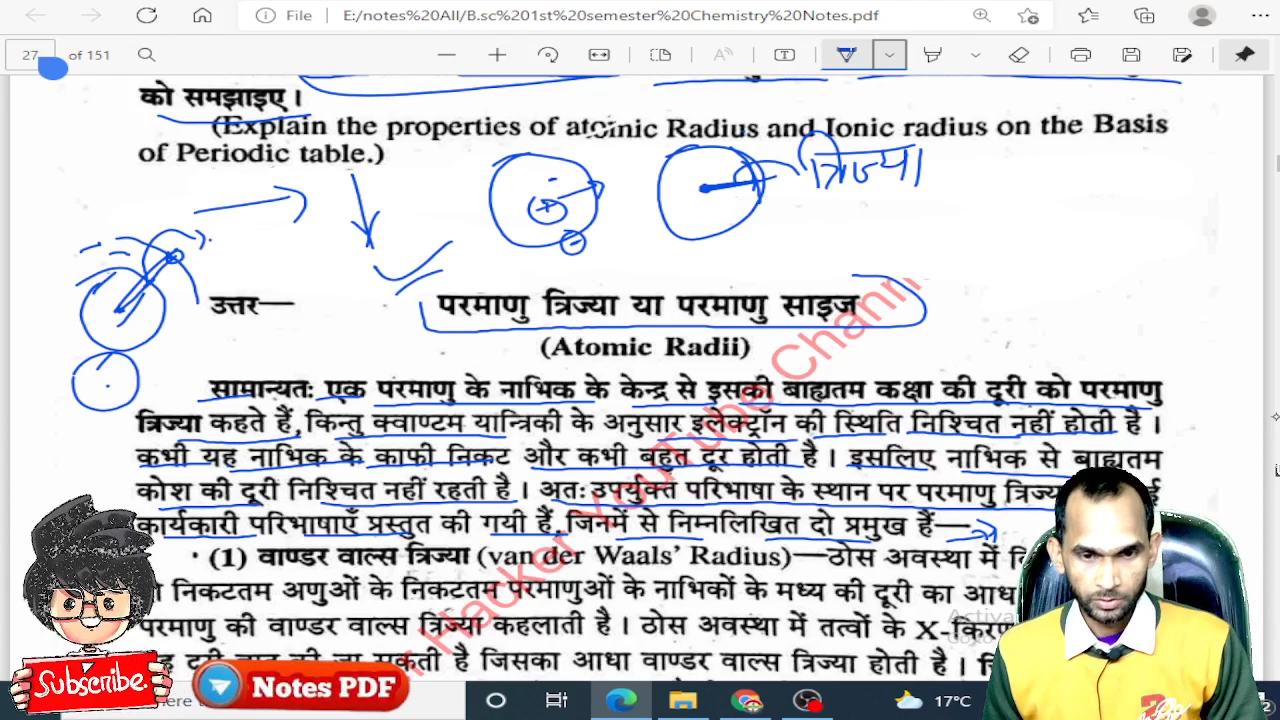 File
E:/notes%20All/B.sc%201st%20semester%20Chemistry%20Notes.pdf
27 of 151
को समझाइए।
(Explain the properties of atomic Radius and Ionic radius on the Basis
of Periodic table.)
त्रिज्या
उत्तर— परमाणु त्रिज्या या परमाणु साइज
(Atomic Radii)
सामान्यतः एक परमाणु के नाभिक के केन्द्र से इसकी बाह्यतम कक्षा की दूरी को परमाणु
त्रिज्या कहते हैं, किन्तु क्वाण्टम यान्त्रिकी के अनुसार इलेक्ट्रॉन की स्थिति निश्चित नहीं होती है।
कभी यह नाभिक के काफी निकट और कभी बहुत दूर होती है। इसलिए नाभिक से बाह्यतम
कोश की दूरी निश्चित नहीं रहती है। अतः उपर्युक्त परिभाषा के स्थान पर परमाणु
कार्यकारी परिभाषाएँ प्रस्तुत की गयी हैं, जिनमें से निम्नलिखित दो प्रमुख हैं—
(1) वाण्डर वाल्स त्रिज्या (van der Waals' Radius)—ठोस अवस्था में
निकटतम अणुओं के निकटतम परमाणुओं के नाभिकों के मध्य की दूरी का आधा
परमाणु की वाण्डर वाल्स त्रिज्या कहलाती है। ठोस अवस्था में तत्वों के X-किरण
सकती है जिसका आधा वाण्डर वाल्स त्रिज्या होती है।
Hacker YouTube Chann
Subscribe.
Notes PDF
17°C